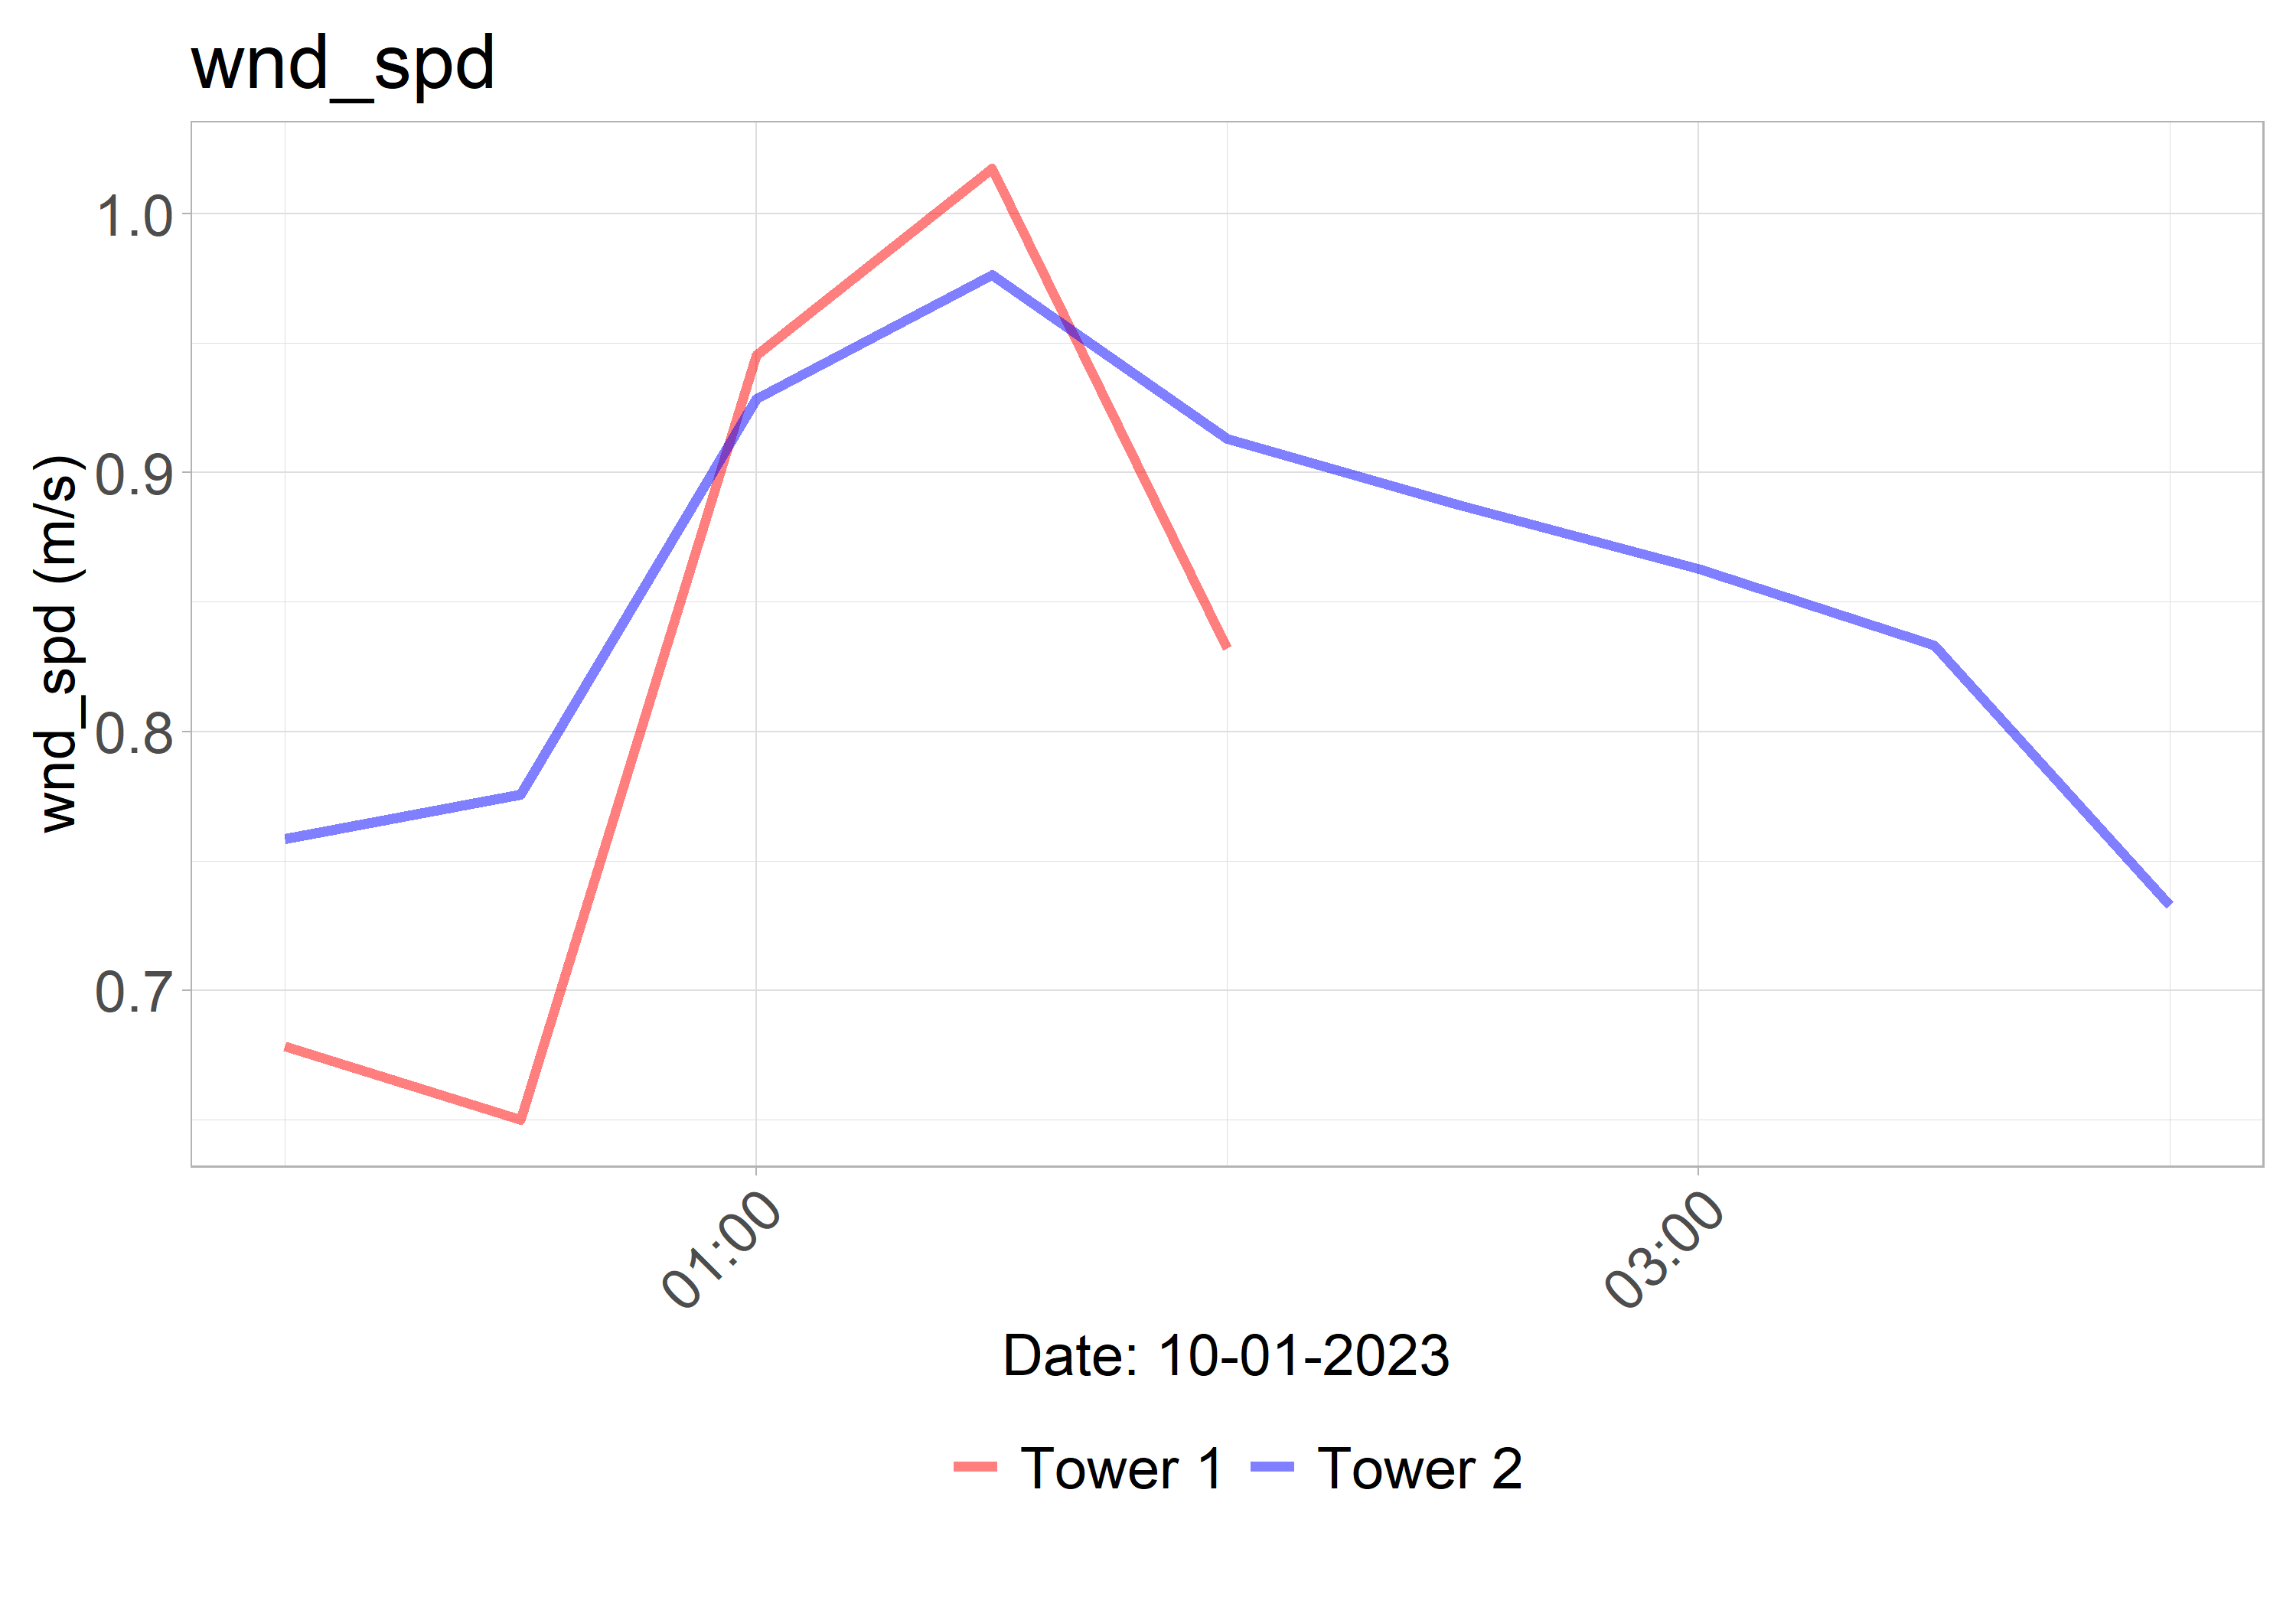 wnd_spd
wnd_spd (m/s)
1.0
0.9
0.8
0.7
01:00
03:00
Date: 10-01-2023
Tower 1
Tower 2